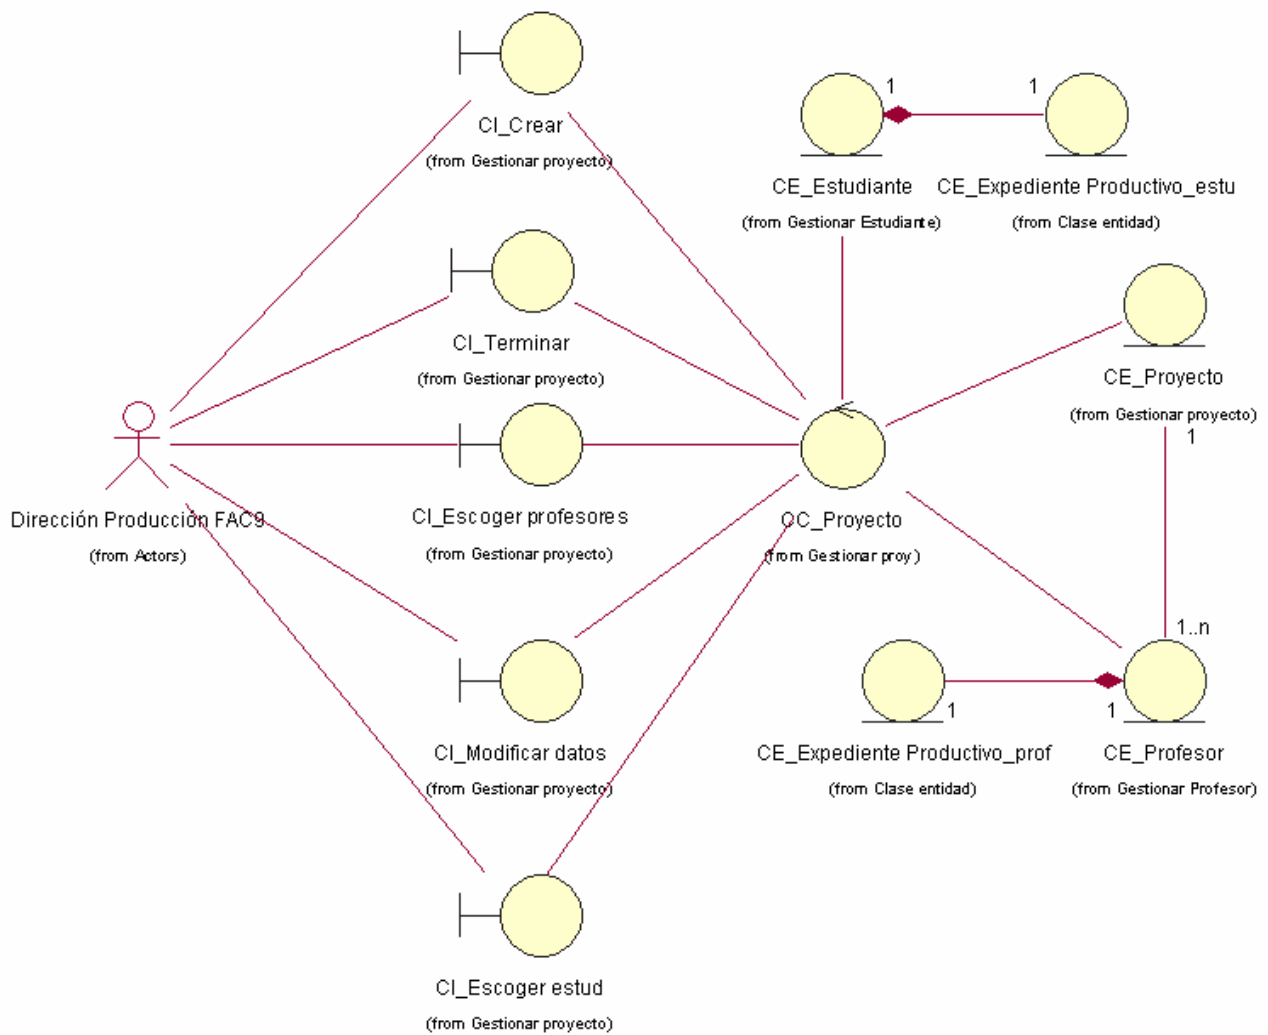 CI_Crear
(from Gestionar proyecto)
1
1
CE_Estudiante
(from Gestionar Estudiante)
CE_Expediente Productivo_estu
(from Clase entidad)
CI_Terminar
(from Gestionar proyecto)
CE_Proyecto
(from Gestionar proyecto)
1
Dirección Producción FAC9
(from Actors)
CI_Escoger profesores
(from Gestionar proyecto)
CC_Proyecto
(from Gestionar proy)
1..n
CI_Modificar datos
(from Gestionar proyecto)
1
1
CE_Expediente Productivo_prof
(from Clase entidad)
CE_Profesor
(from Gestionar Profesor)
CI_Escoger estud
(from Gestionar proyecto)